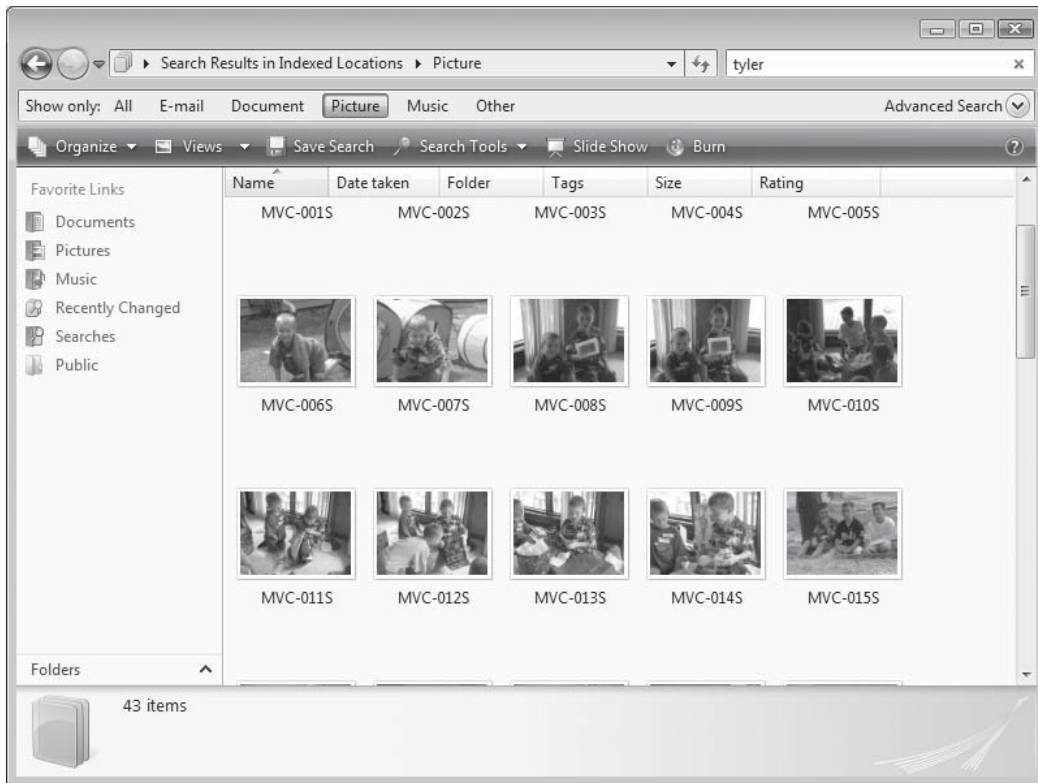 Search Results in Indexed Locations Picture
tyler
Show only: All E-mail Document Picture Music Other Advanced Search
Organize Views Save Search Search Tools Slide Show Burn ?
Favorite Links
Documents
Pictures
Music
Recently Changed
Searches
Public
Folders
Name Date taken Folder Tags Size Rating
MVC-001S MVC-002S MVC-003S MVC-004S MVC-005S
MVC-006S MVC-007S MVC-008S MVC-009S MVC-010S
MVC-011S MVC-012S MVC-013S MVC-014S MVC-015S
43 items